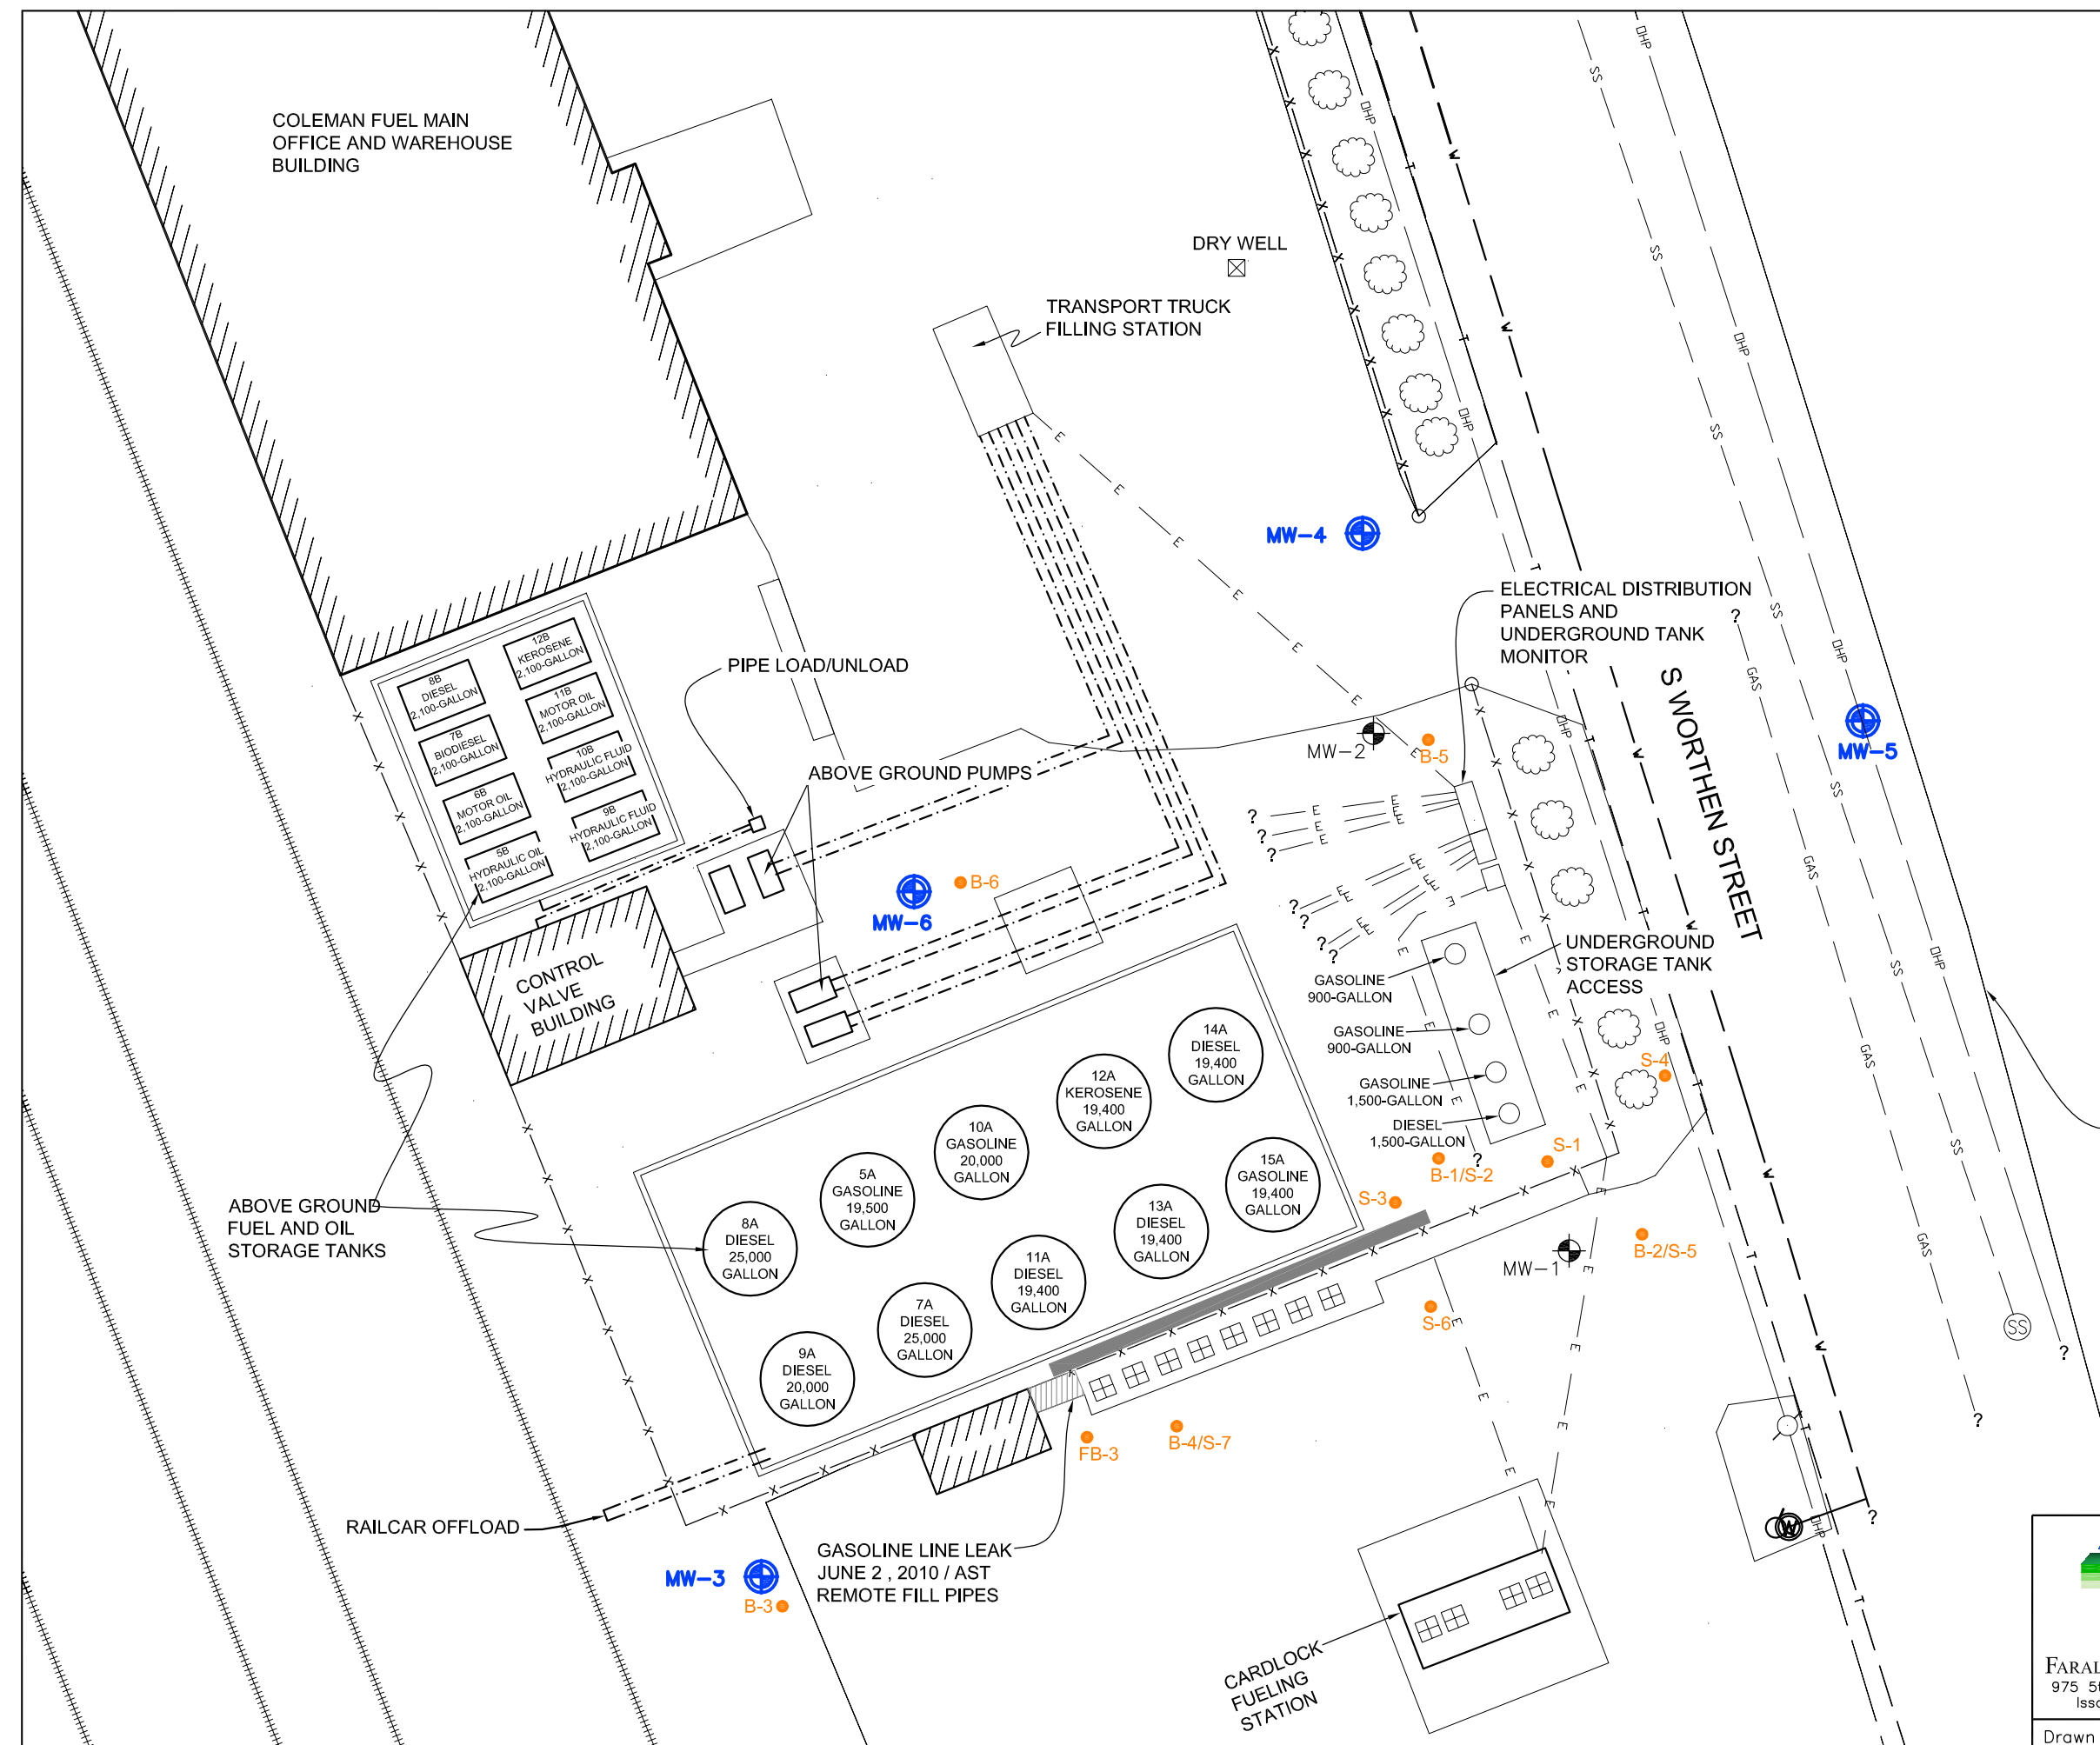 COLEMAN FUEL MAIN
OFFICE AND WAREHOUSE
BUILDING
DRY WELL
TRANSPORT TRUCK
FILLING STATION
MW-4
ELECTRICAL DISTRIBUTION
PANELS AND
UNDERGROUND TANK
MONITOR
S WORTHEN STREET
MW-5
MW-2
B-5
PIPE LOAD/UNLOAD
ABOVE GROUND PUMPS
12B
KEROSENE
2,100-GALLON
8B
DIESEL
2,100-GALLON
11B
MOTOR OIL
2,100-GALLON
7B
BIODIESEL
2,100-GALLON
10B
HYDRAULIC FLUID
2,100-GALLON
6B
MOTOR OIL
2,100-GALLON
9B
HYDRAULIC FLUID
2,100-GALLON
5B
HYDRAULIC OIL
2,100-GALLON
B-6
MW-6
CONTROL
VALVE
BUILDING
UNDERGROUND
STORAGE TANK
ACCESS
GASOLINE
900-GALLON
GASOLINE
900-GALLON
GASOLINE
1,500-GALLON
DIESEL
1,500-GALLON
S-4
S-1
B-1/S-2
S-3
B-2/S-5
MW-1
S-6
14A
DIESEL
19,400
GALLON
12A
KEROSENE
19,400
GALLON
10A
GASOLINE
20,000
GALLON
5A
GASOLINE
19,500
GALLON
8A
DIESEL
25,000
GALLON
15A
GASOLINE
19,400
GALLON
13A
DIESEL
19,400
GALLON
11A
DIESEL
19,400
GALLON
7A
DIESEL
25,000
GALLON
9A
DIESEL
20,000
GALLON
ABOVE GROUND
FUEL AND OIL
STORAGE TANKS
FB-3
B-4/S-7
RAILCAR OFFLOAD
GASOLINE LINE LEAK
JUNE 2 , 2010 / AST
REMOTE FILL PIPES
MW-3
B-3
CARDLOCK
FUELING
STATION
SS
W
OHP
GAS
FARAL
975 5t
Issa
Drawn